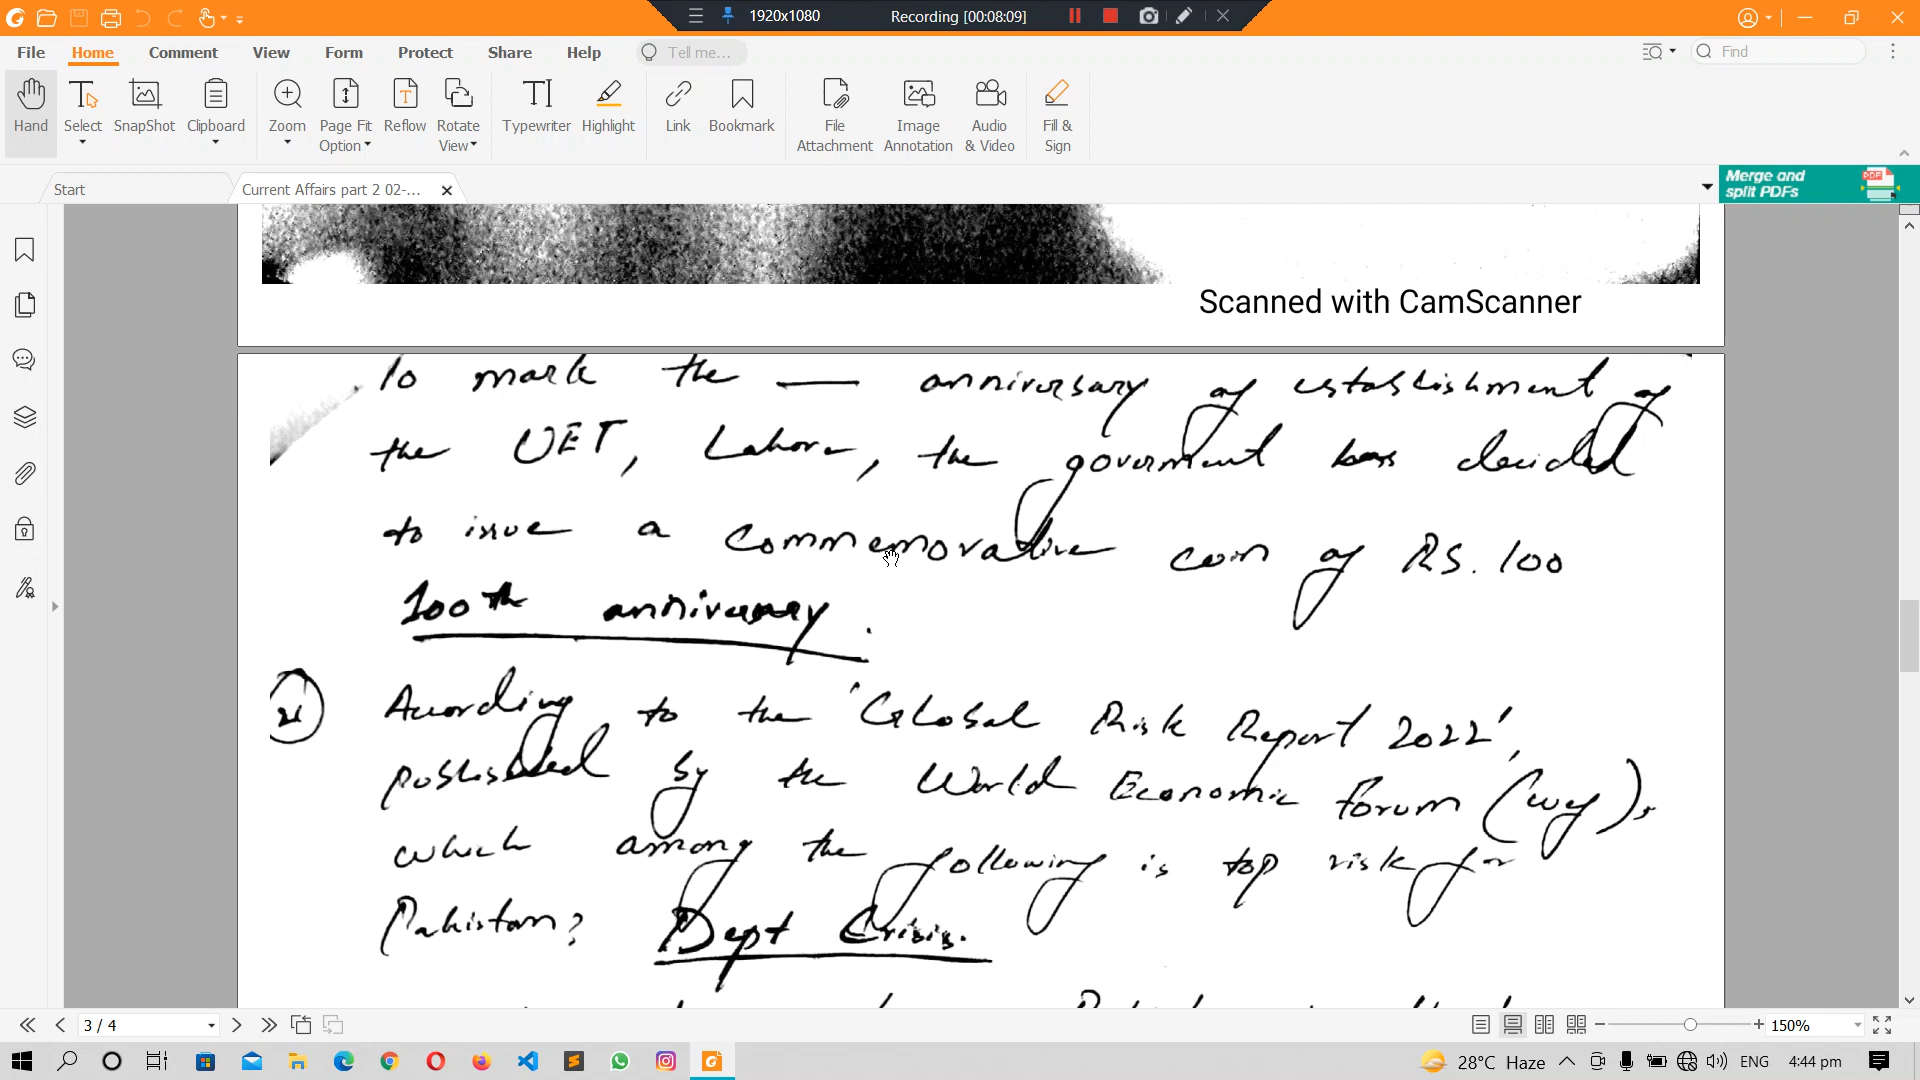 1920x1080
Recording [00:08:09]
File Home Comment View Form Protect Share Help Tell me... Find
Hand Select SnapShot Clipboard Zoom Page Fit Option Reflow Rotate View Typewriter Highlight Link Bookmark File Attachment Image Annotation Audio & Video Fill & Sign
Start
Current Affairs part 2 02-...
Merge and
split PDFs
PDF
Scanned with CamScanner
To mark the — anniversary of establishment of
the UET, Lahore, the goverment has decided
to issue a commemorative coin of RS. 100
100th anniversary.
According to the 'Global Risk Report 2022',
published by the World Economic Forum (wef),
which among the following is top risk for
Pakistan? Dept Crisis.
3 / 4
150%
28°C Haze
ENG
4:44 pm